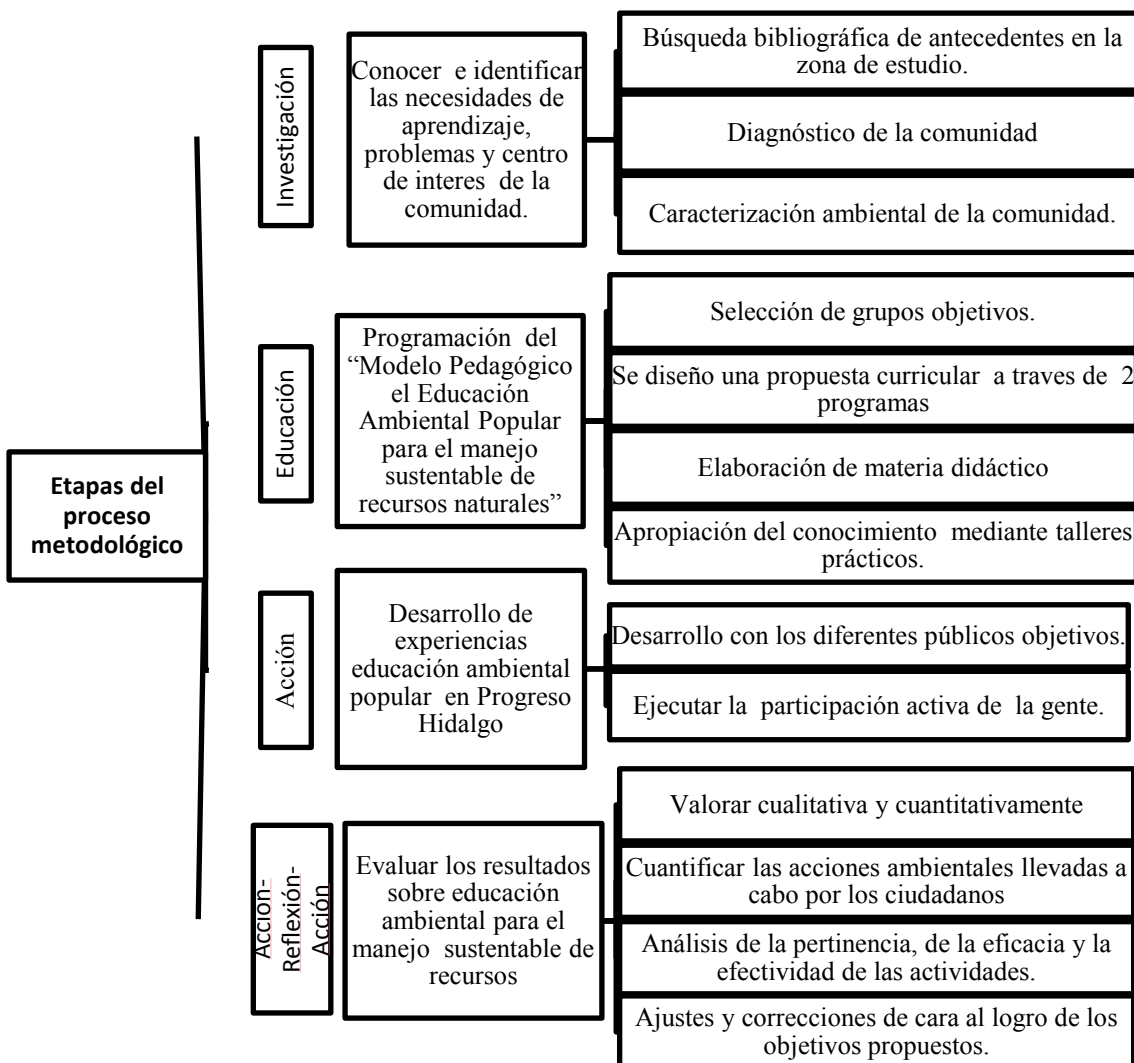 Etapas del
proceso
metodológico
Investigación
Conocer e identificar
las necesidades de
aprendizaje,
problemas y centro
de interes de la
comunidad.
Búsqueda bibliográfica de antecedentes en la
zona de estudio.
Diagnóstico de la comunidad
Caracterización ambiental de la comunidad.
Educación
Programación del
“Modelo Pedagógico
el Educación
Ambiental Popular
para el manejo
sustentable de
recursos naturales”
Selección de grupos objetivos.
Se diseño una propuesta curricular a traves de 2
programas
Elaboración de materia didáctico
Apropiación del conocimiento mediante talleres
prácticos.
Acción
Desarrollo de
experiencias
educación ambiental
popular en Progreso
Hidalgo
Desarrollo con los diferentes públicos objetivos.
Ejecutar la participación activa de la gente.
Acción-
Reflexión-
Acción
Evaluar los resultados
sobre educación
ambiental para el
manejo sustentable de
recursos
Valorar cualitativa y cuantitativamente
Cuantificar las acciones ambientales llevadas a
cabo por los ciudadanos
Análisis de la pertinencia, de la eficacia y la
efectividad de las actividades.
Ajustes y correcciones de cara al logro de los
objetivos propuestos.